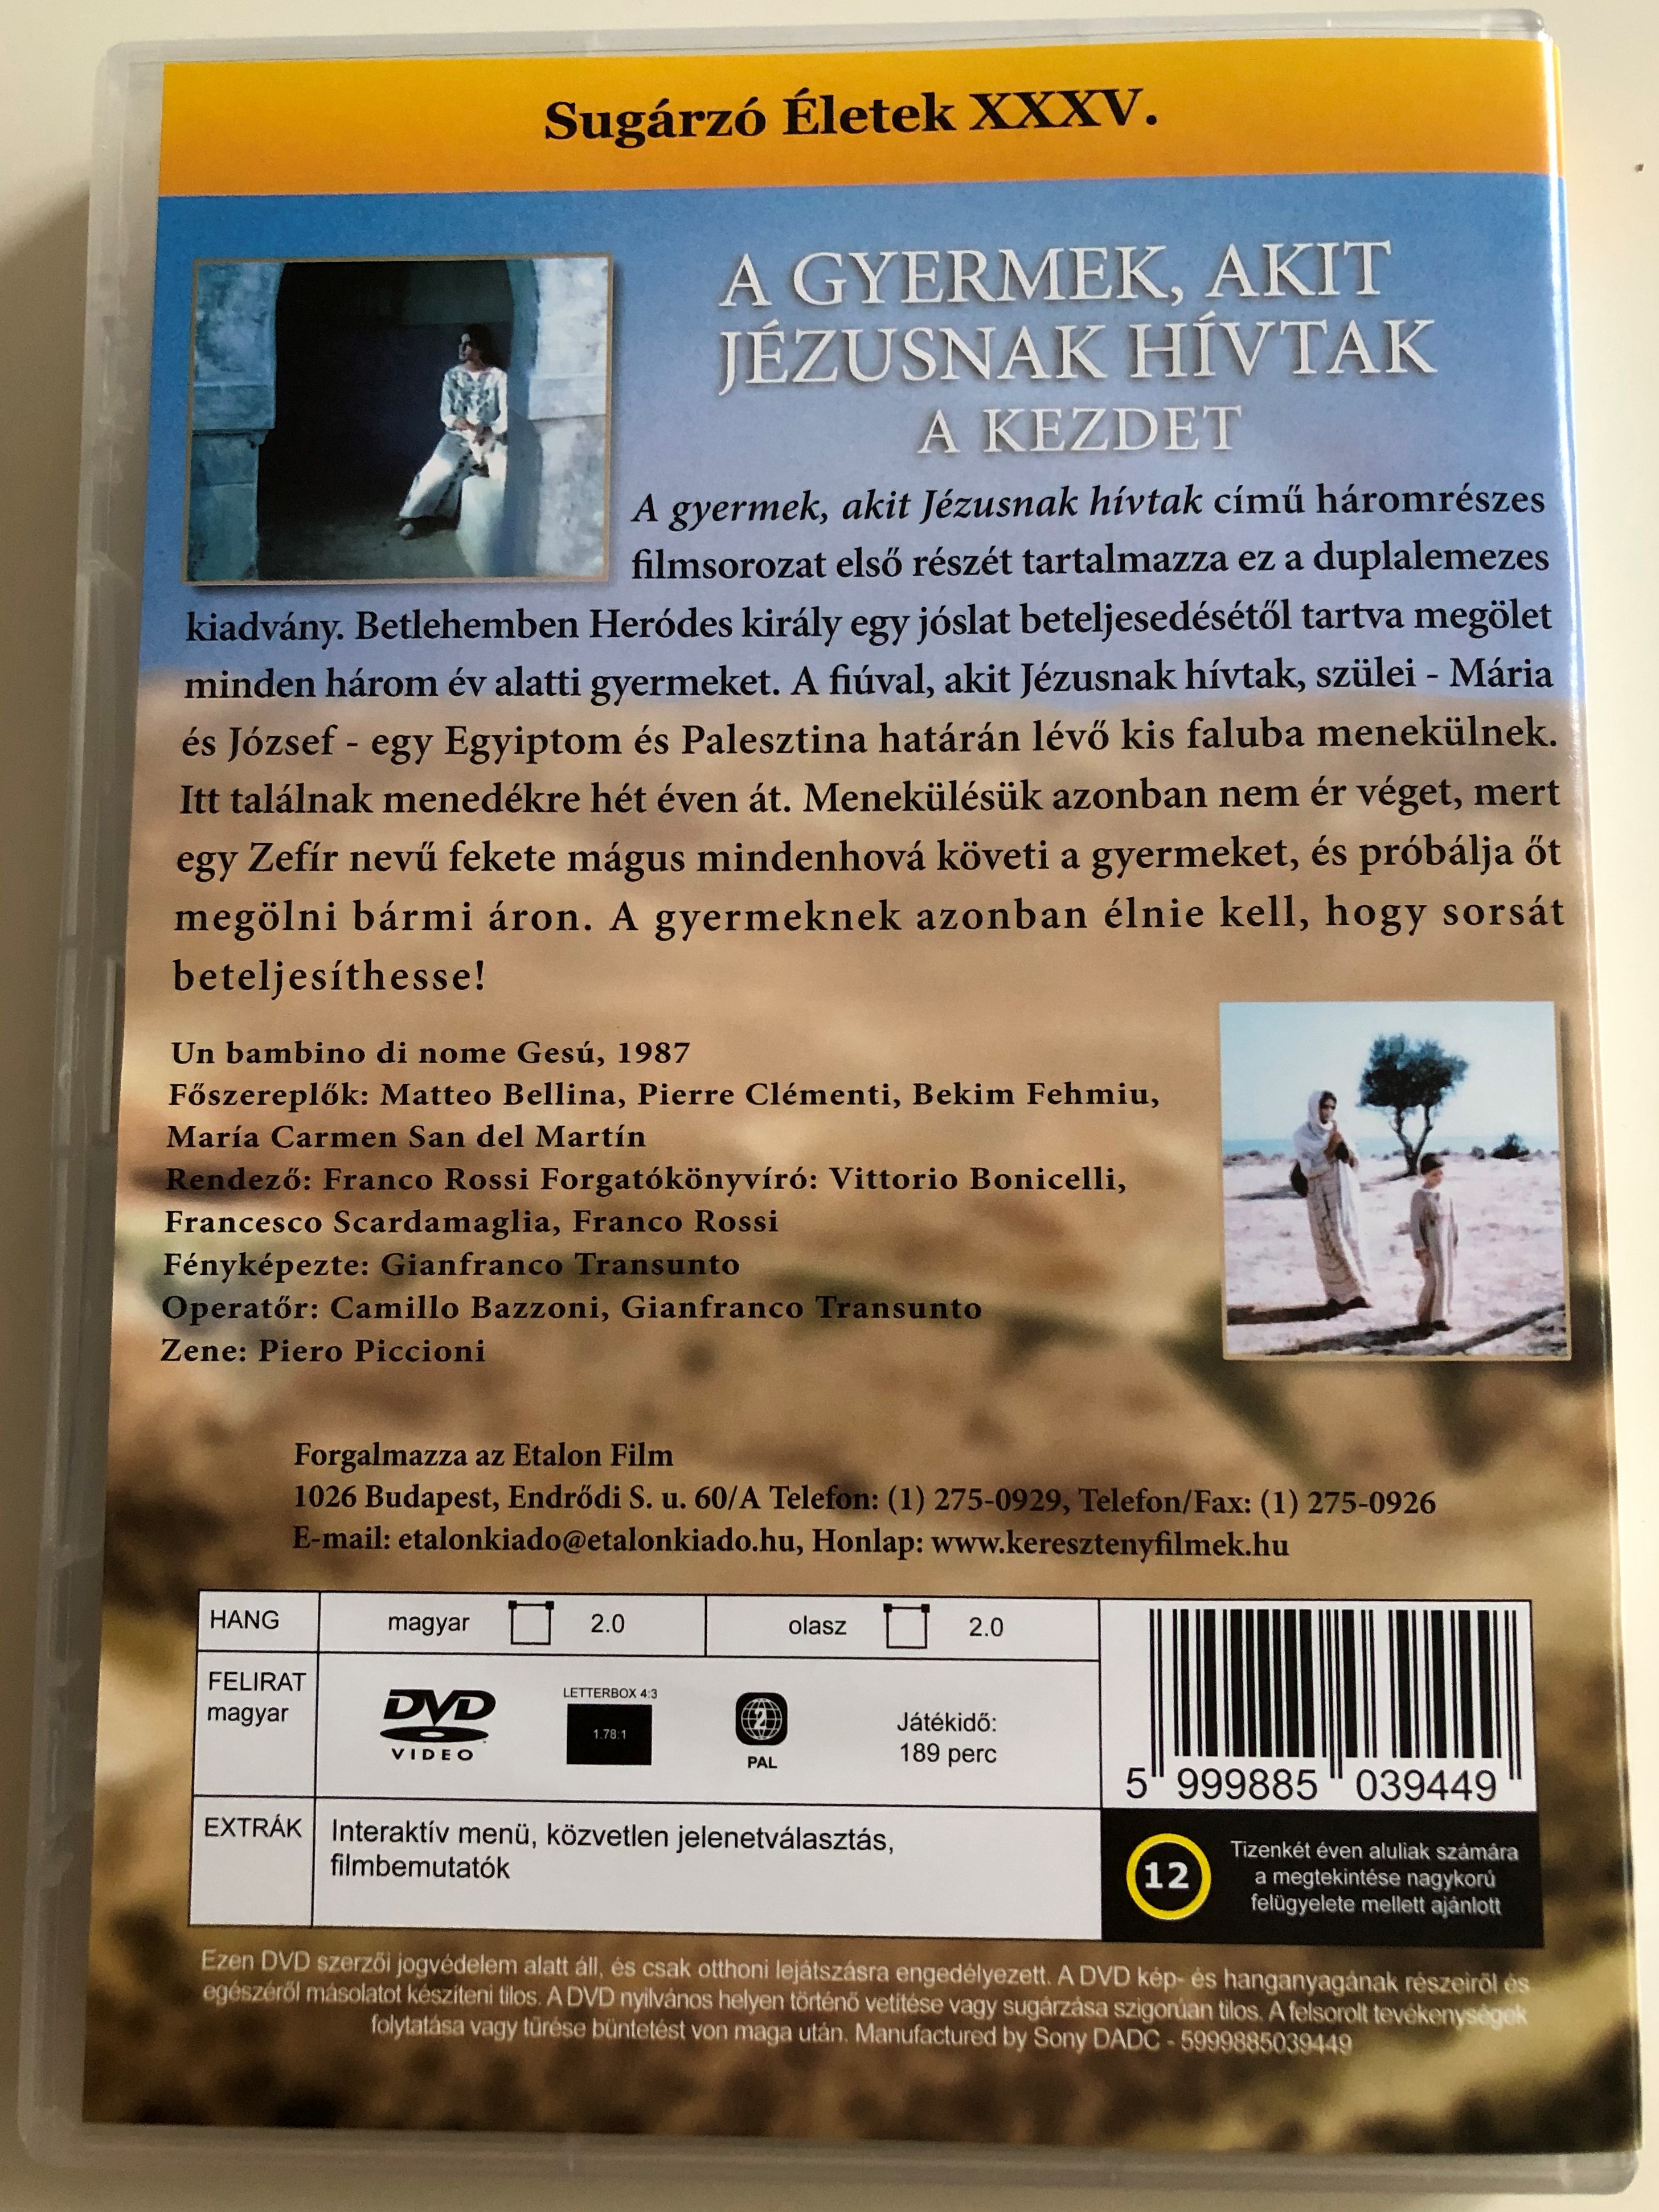 Sugárzó Életek XXXV.
A GYERMEK, AKIT
JÉZUSNAK HÍVTAK
A KEZDET
A gyermek, akit Jézusnak hívtak című háromrészes
filmsorozat első részét tartalmazza ez a duplalemezes
kiadvány. Betlehemben Heródes király egy jóslat beteljesedésétől tartva megölet
minden három év alatti gyermeket. A fiúval, akit Jézusnak hívtak, szülei - Mária
és József - egy Egyiptom és Palesztina határán lévő kis faluba menekülnek.
Itt találnak menedékre hét éven át. Menekülésük azonban nem ér véget, mert
egy Zefír nevű fekete mágus mindenhová követi a gyermeket, és próbálja őt
megölni bármi áron. A gyermeknek azonban élnie kell, hogy sorsát
beteljesíthesse!
Un bambino di nome Gesú, 1987
Főszereplők: Matteo Bellina, Pierre Clémenti, Bekim Fehmiu,
María Carmen San del Martín
Rendező: Franco Rossi Forgatókönyvíró: Vittorio Bonicelli,
Francesco Scardamaglia, Franco Rossi
Fényképezte: Gianfranco Transunto
Operatőr: Camillo Bazzoni, Gianfranco Transunto
Zene: Piero Piccioni
Forgalmazza az Etalon Film
1026 Budapest, Endrődi S. u. 60/A Telefon: (1) 275-0929, Telefon/Fax: (1) 275-0926
E-mail: etalonkiado@etalonkiado.hu, Honlap: www.keresztenyfilmek.hu
HANG magyar 2.0 olasz 2.0
FELIRAT
magyar
DVD
VIDEO
LETTERBOX 4:3
1.78:1
2
PAL
Játékidő:
189 perc
5 999885 039449
EXTRÁK
Interaktív menü, közvetlen jelenetválasztás,
filmbemutatók
12
Tizenkét éven aluliak számára
a megtekintése nagykorú
felügyelete mellett ajánlott
Ezen DVD szerzői jogvédelem alatt áll, és csak otthoni lejátszásra engedélyezett. A DVD kép- és hanganyagának részeiről és
egészéről másolatot készíteni tilos. A DVD nyilvános helyen történő vetítése vagy sugárzása szigorúan tilos. A felsorolt tevékenységek
folytatása vagy tűrése büntetést von maga után. Manufactured by Sony DADC - 5999885039449